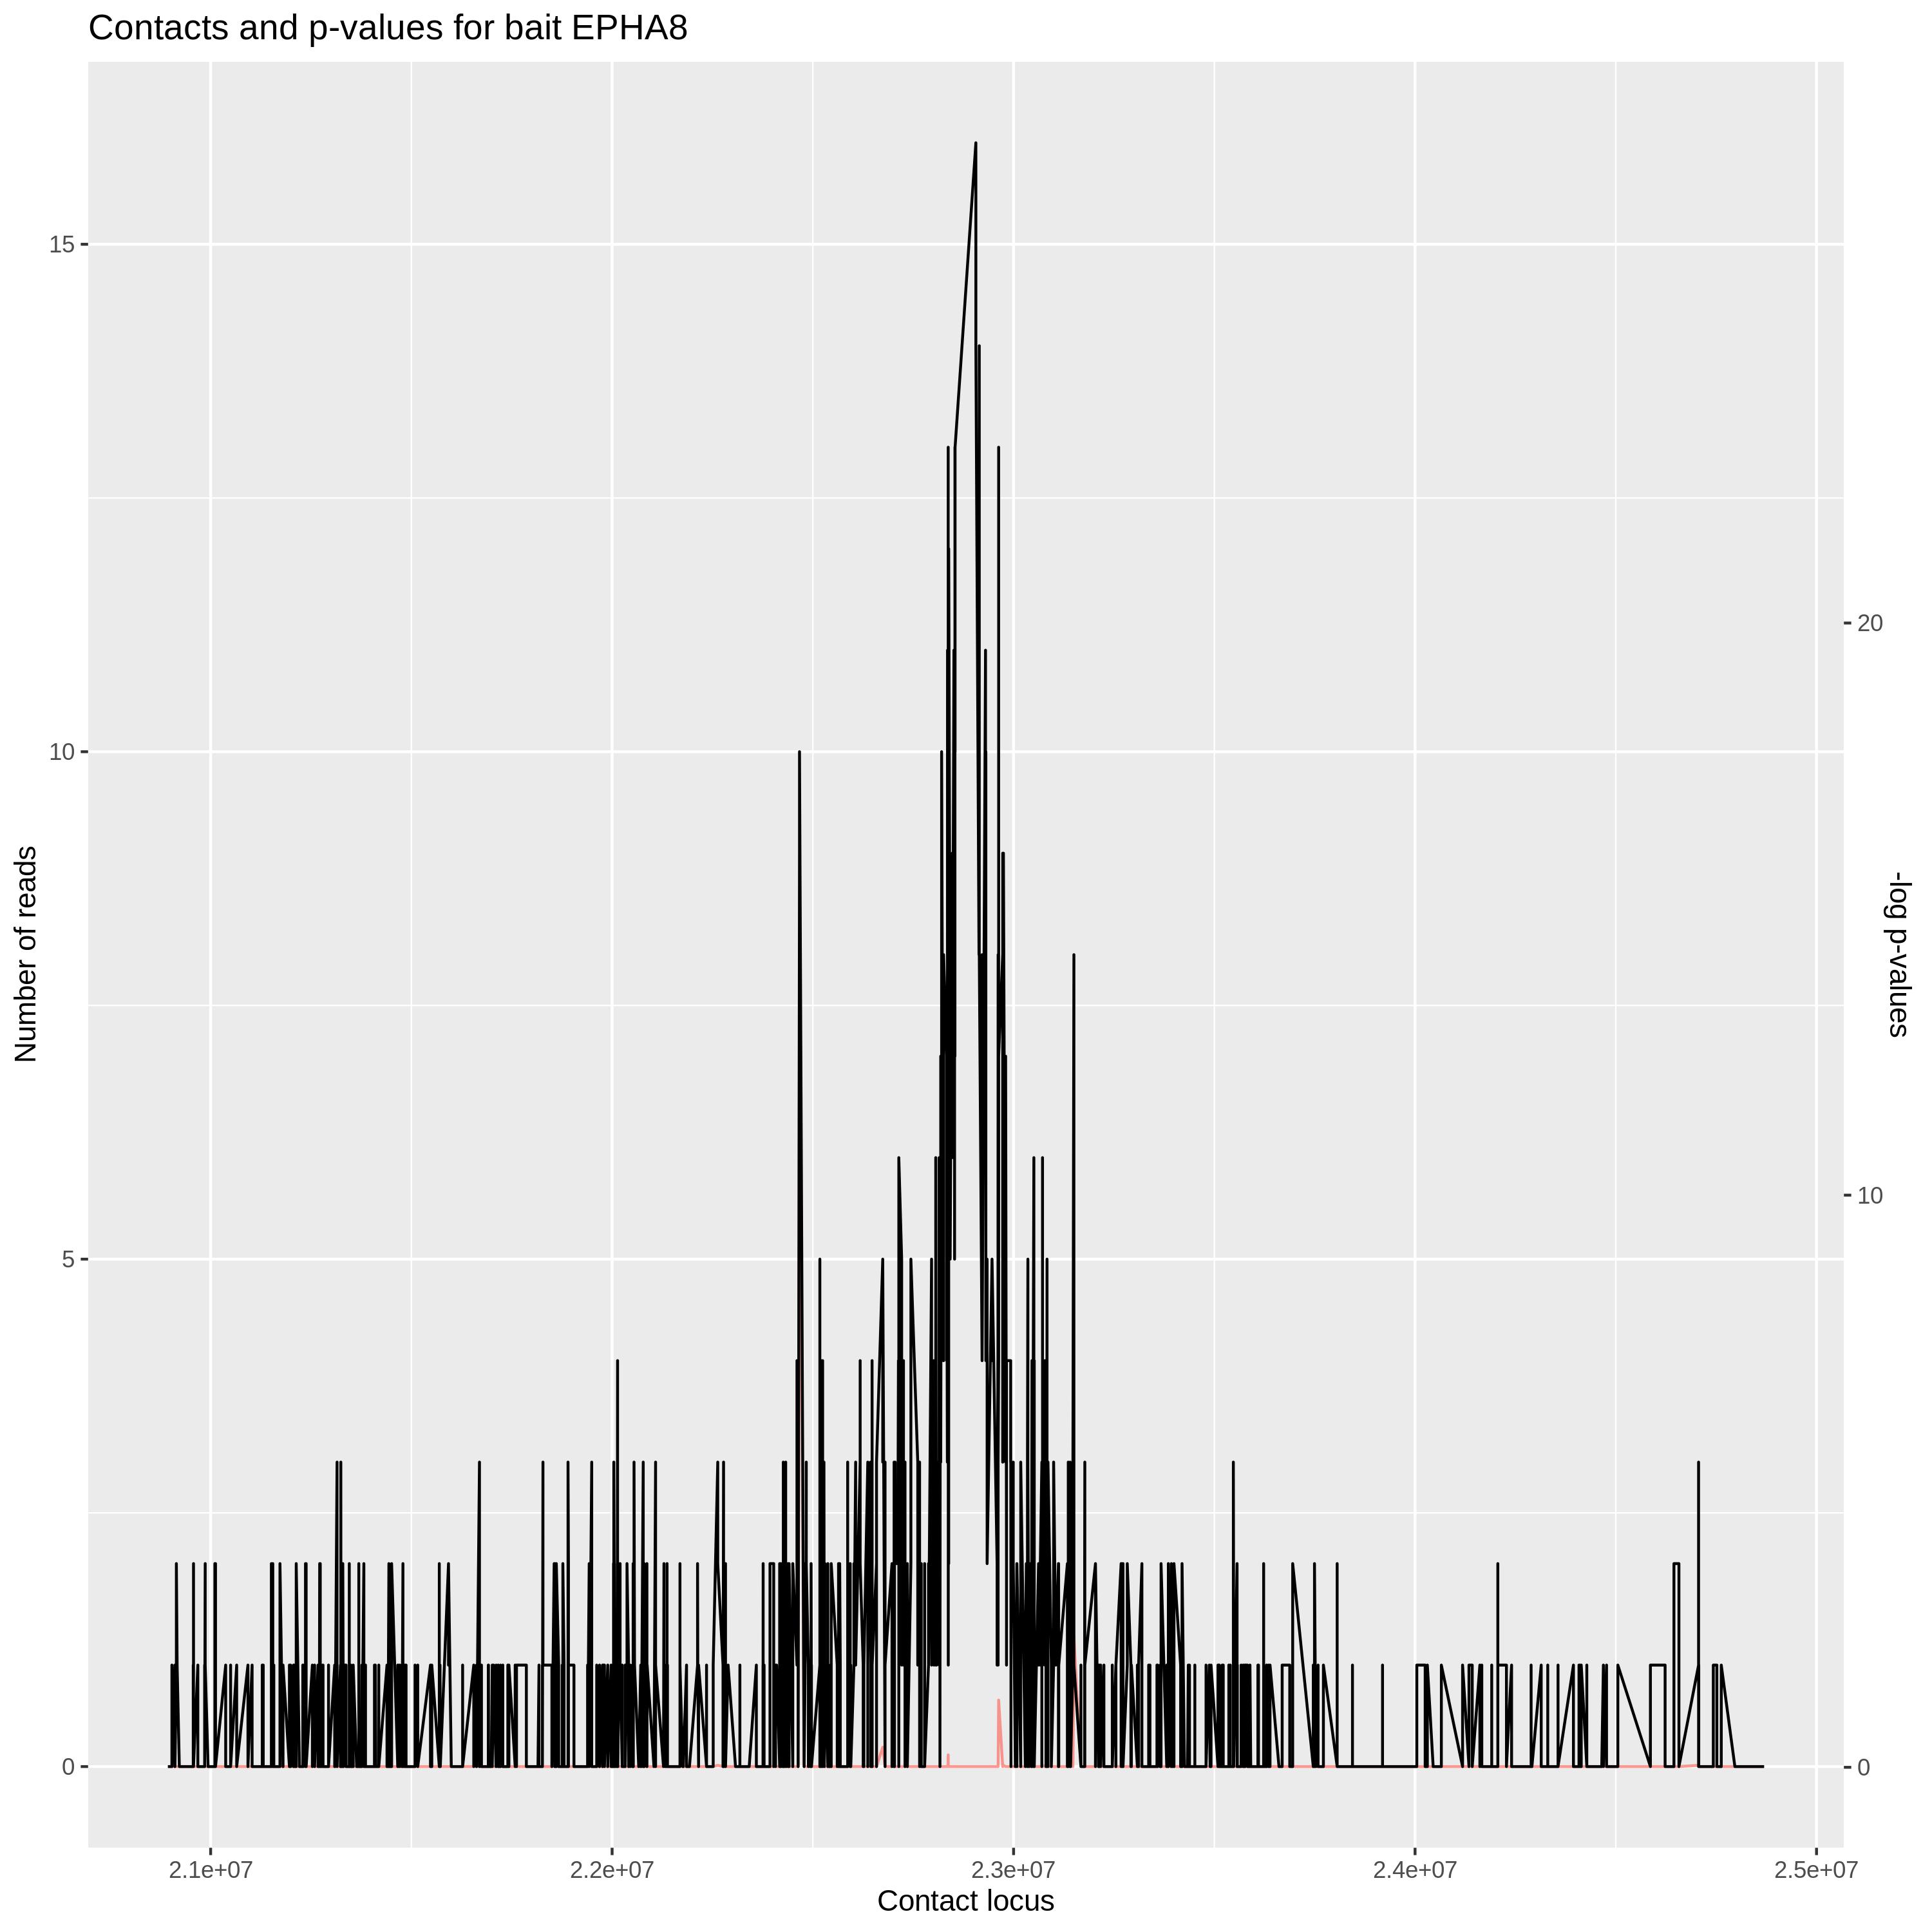 Contacts and p-values for bait EPHA8
15
10
5
0
Number of reads
20
10
0
-log p-values
2.1e+07 2.2e+07 2.3e+07 2.4e+07 2.5e+07
Contact locus